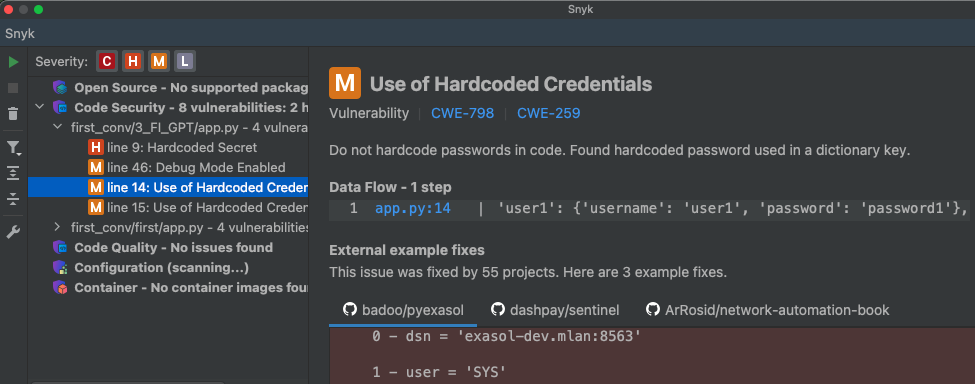 Snyk
Snyk
Severity: C H M L
Open Source - No supported packag
Code Security - 8 vulnerabilities: 2 h
first_conv/3_FI_GPT/app.py - 4 vulnera
H line 9: Hardcoded Secret
M line 46: Debug Mode Enabled
M line 14: Use of Hardcoded Creder
M line 15: Use of Hardcoded Creder
first_conv/first/app.py - 4 vulnerabilities
Code Quality - No issues found
Configuration (scanning...)
Container - No container images foun
M Use of Hardcoded Credentials
Vulnerability | CWE-798 | CWE-259
Do not hardcode passwords in code. Found hardcoded password used in a dictionary key.
Data Flow - 1 step
1 app.py:14 | 'user1': {'username': 'user1', 'password': 'password1'},
External example fixes
This issue was fixed by 55 projects. Here are 3 example fixes.
badoo/pyexasol dashpay/sentinel ArRosid/network-automation-book
0 - dsn = 'exasol-dev.mlan:8563'
1 - user = 'SYS'